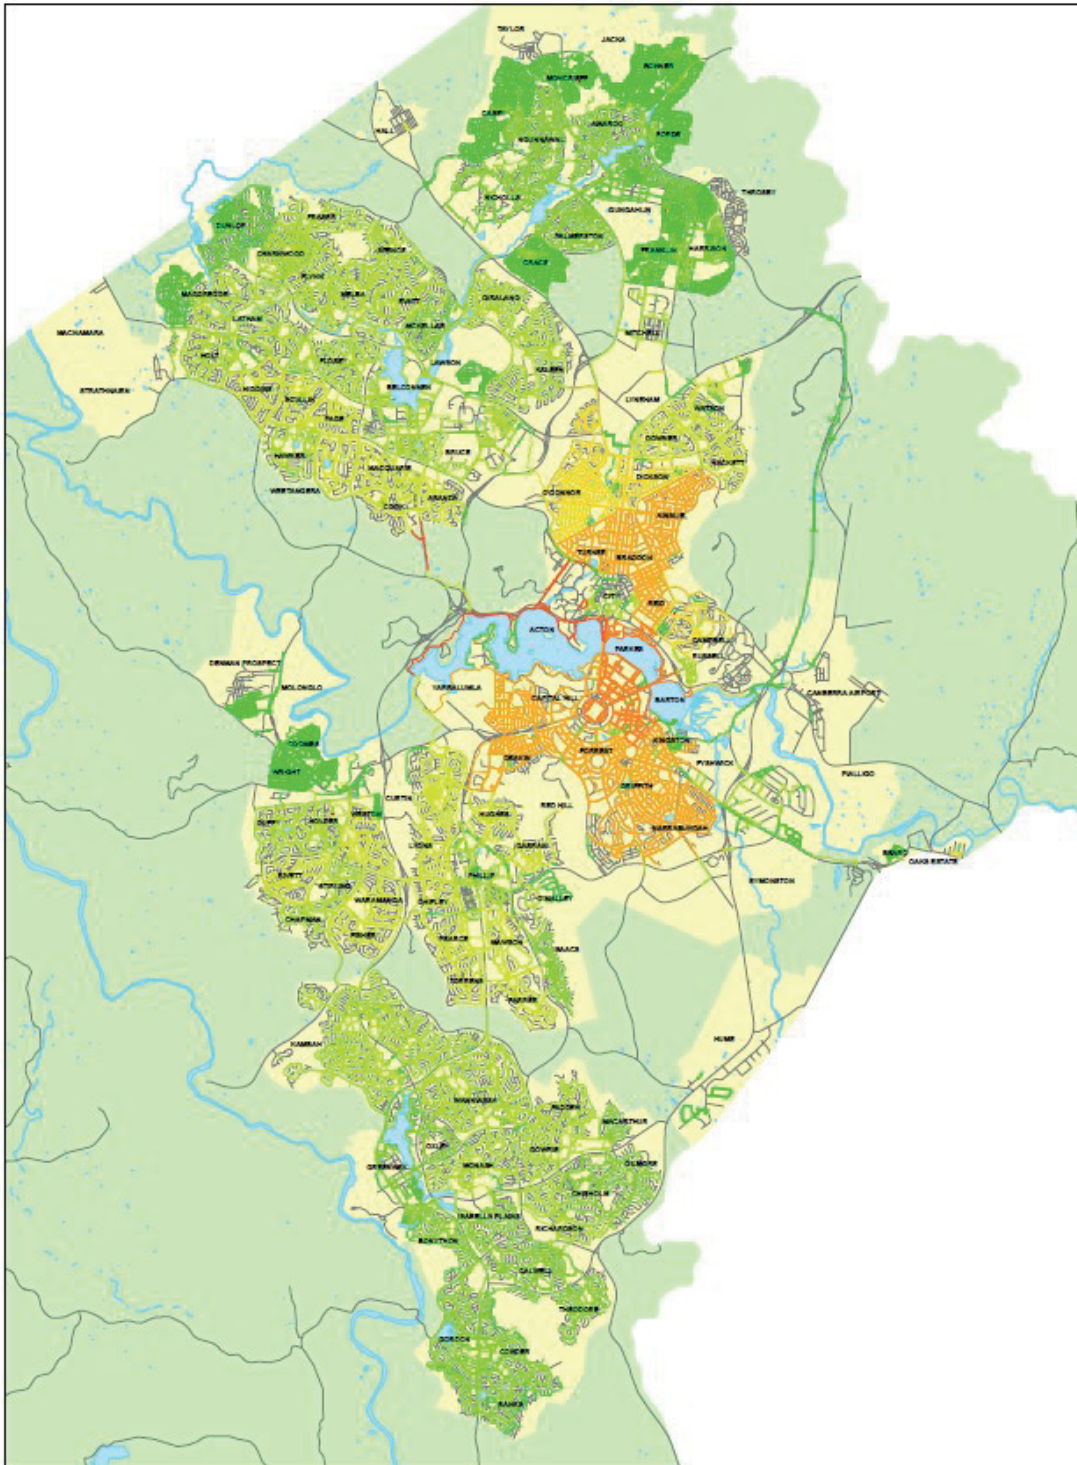 TAYLOR
JACKA
BONNER
MONCRIEFF
CASEY
AMAROO
HALL
NGUNNAWAL
FORDE
THROSBY
NICHOLLS
GUNGAHLIN
DUNLOP
FRASER
PALMERSTON
CHARNWOOD
SPENCE
FRANKLIN
HARRISON
CRACE
FLYNN
MACGREGOR
MELBA
EVATT
GIRALANG
LATHAM
MCKELLAR
MACNAMARA
MITCHELL
HOLT
FLOREY
LAWSON
KALEEN
STRATHNAIRN
HIGGINS
BELCONNEN
SCULLIN
LYNEHAM
WATSON
PAGE
DOWNER
HAWKER
BRUCE
MACQUARIE
HACKETT
WEETANGERA
DICKSON
ARANDA
O'CONNOR
COOK
AINSLIE
TURNER
BRADDON
CITY
REID
ACTON
CAMPBELL
PARKES
RUSSELL
DENMAN PROSPECT
MOLONGLO
YARRALUMLA
CAPITAL HILL
BARTON
CANBERRA AIRPORT
COOMBS
KINGSTON
FORREST
DEAKIN
FYSHWICK
WRIGHT
PIALLIGO
GRIFFITH
CURTIN
RED HILL
DUFFY
HOLDER
WESTON
HUGHES
NARRABUNDAH
LYONS
GARRAN
BEARD
OAKS ESTATE
RIVETT
PHILLIP
STIRLING
SYMONSTON
WARAMANGA
CHIFLEY
O'MALLEY
CHAPMAN
FISHER
PEARCE
MAWSON
ISAACS
TORRENS
FARRER
HUME
KAMBAH
WANNIASSA
FADDEN
MACARTHUR
OXLEY
GOWRIE
GREENWAY
MONASH
GILMORE
CHISHOLM
ISABELLA PLAINS
RICHARDSON
BONYTHON
CALWELL
THEODORE
GORDON
CONDER
BANKS